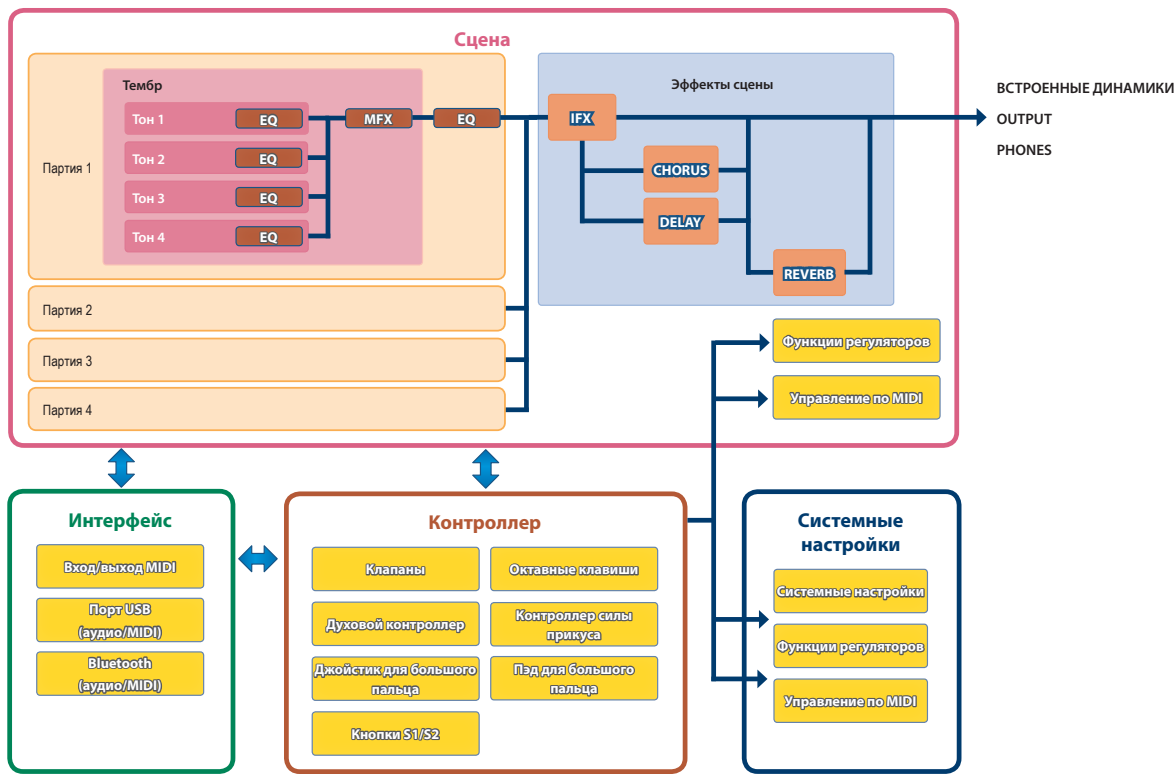 Сцена
Тембр
Эффекты сцены
Партия 1
Тон 1
EQ
MFX
EQ
Тон 2
EQ
Тон 3
EQ
Тон 4
EQ
IFX
CHORUS
DELAY
REVERB
ВСТРОЕННЫЕ ДИНАМИКИ
OUTPUT
PHONES
Партия 2
Партия 3
Партия 4
Функции регуляторов
Управление по MIDI
Интерфейс
Вход/выход MIDI
Порт USB
(аудио/MIDI)
Bluetooth
(аудио/MIDI)
Контроллер
Клапаны
Октавные клавиши
Духовой контроллер
Контроллер силы
прикуса
Джойстик для большого
пальца
Пэд для большого
пальца
Кнопки S1/S2
Системные
настройки
Системные настройки
Функции регуляторов
Управление по MIDI